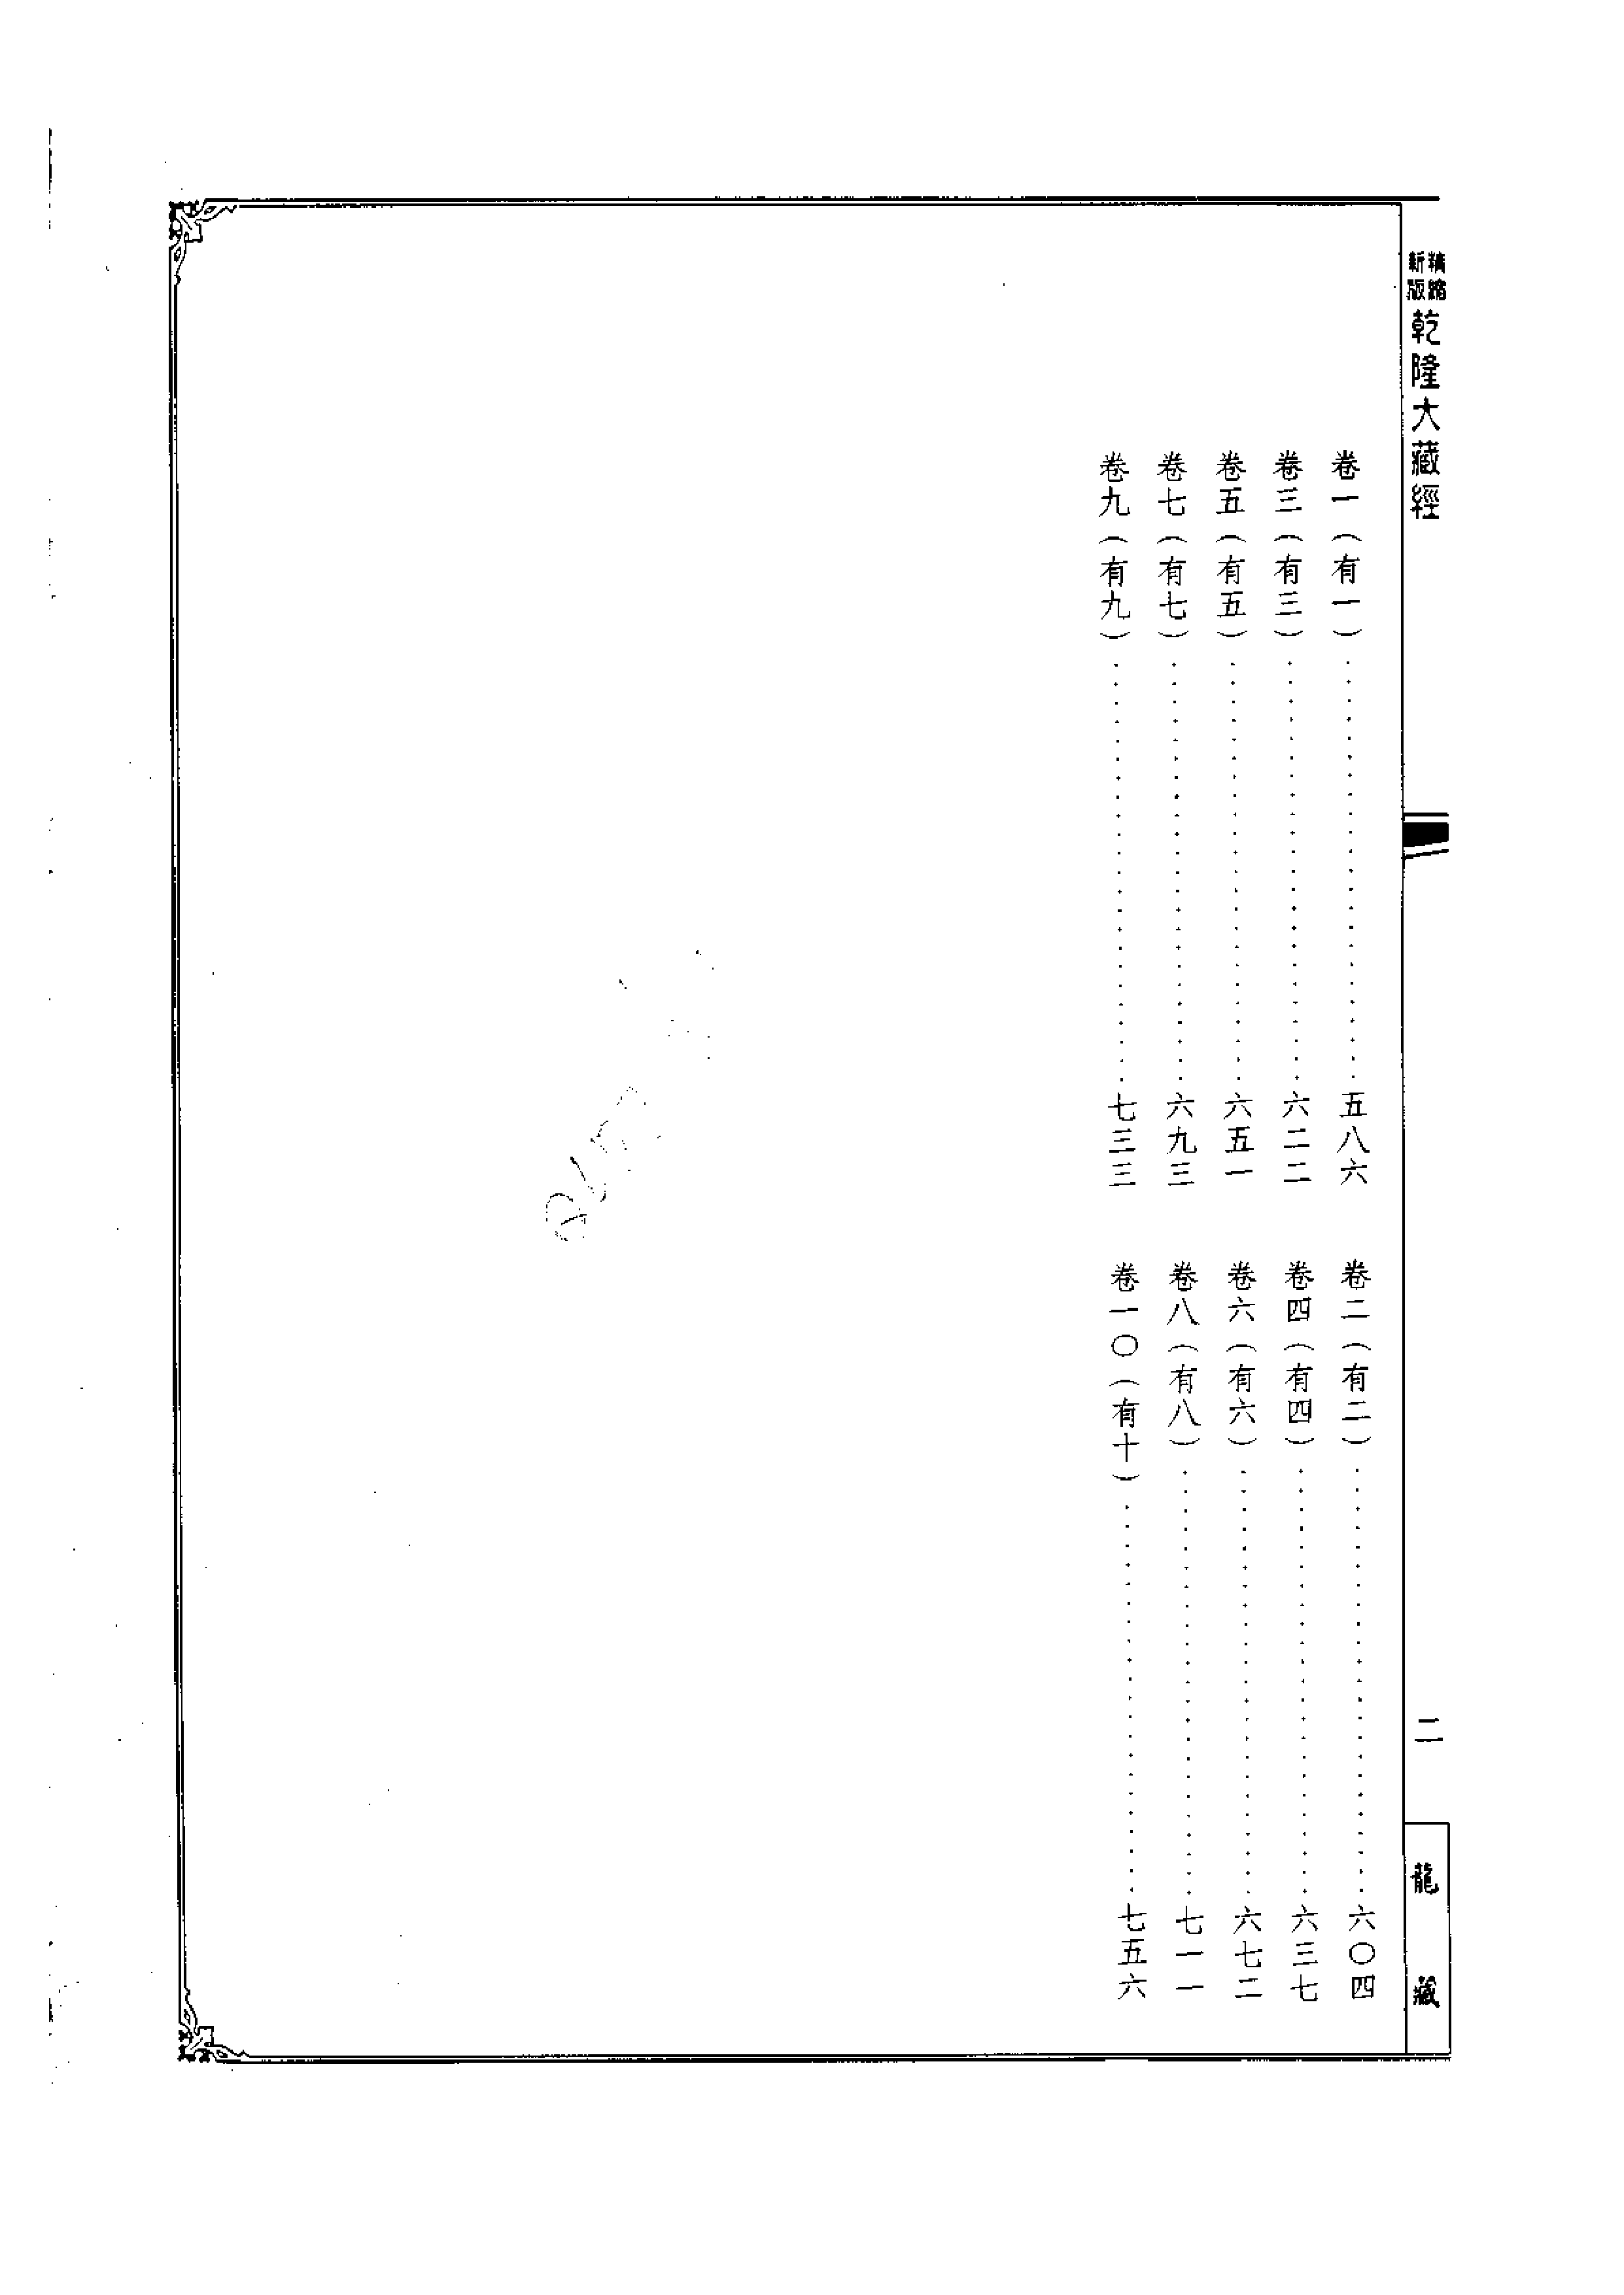 精縮新版乾隆大藏經
卷一(有一)……五八六
卷二(有二)……六〇四
卷三(有三)……六二二
卷四(有四)……六三七
卷五(有五)……六五一
卷六(有六)……六七二
卷七(有七)……六九三
卷八(有八)……七一一
卷九(有九)……七三三
卷一〇(有十)……七五六
二
龍藏